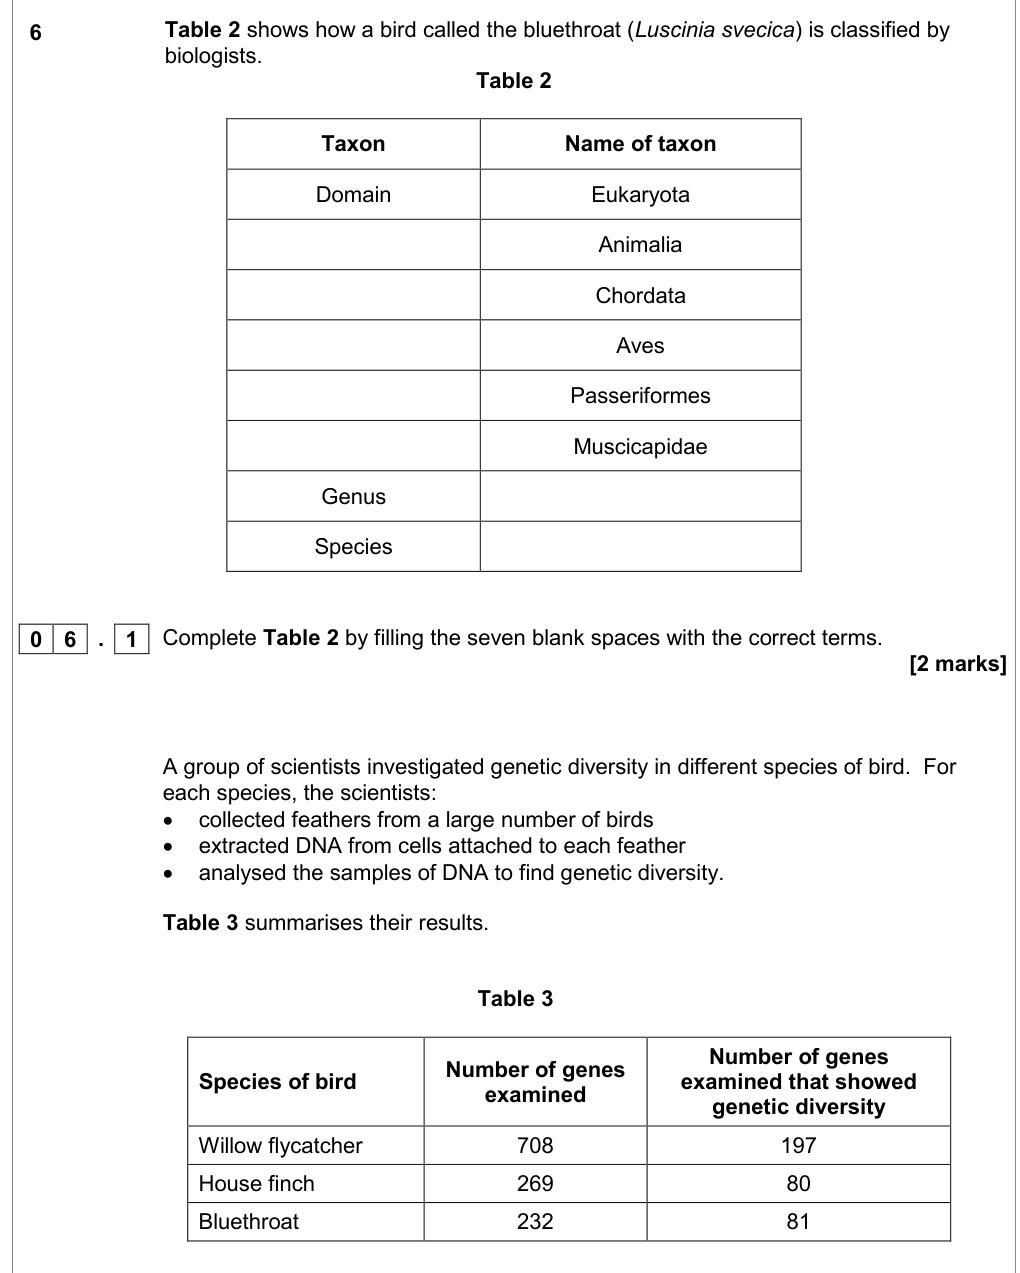 6 Table 2 shows how a bird called the bluethroat (Luscinia svecica) is classified by
biologists.
Table 2
Taxon Name of taxon
Domain Eukaryota
Animalia
Chordata
Aves
Passeriformes
Muscicapidae
Genus
Species
0 6 . 1 Complete Table 2 by filling the seven blank spaces with the correct terms.
[2 marks]
A group of scientists investigated genetic diversity in different species of bird. For
each species, the scientists:
• collected feathers from a large number of birds
• extracted DNA from cells attached to each feather
• analysed the samples of DNA to find genetic diversity.
Table 3 summarises their results.
Table 3
Species of bird Number of genes examined Number of genes examined that showed genetic diversity
Willow flycatcher 708 197
House finch 269 80
Bluethroat 232 81